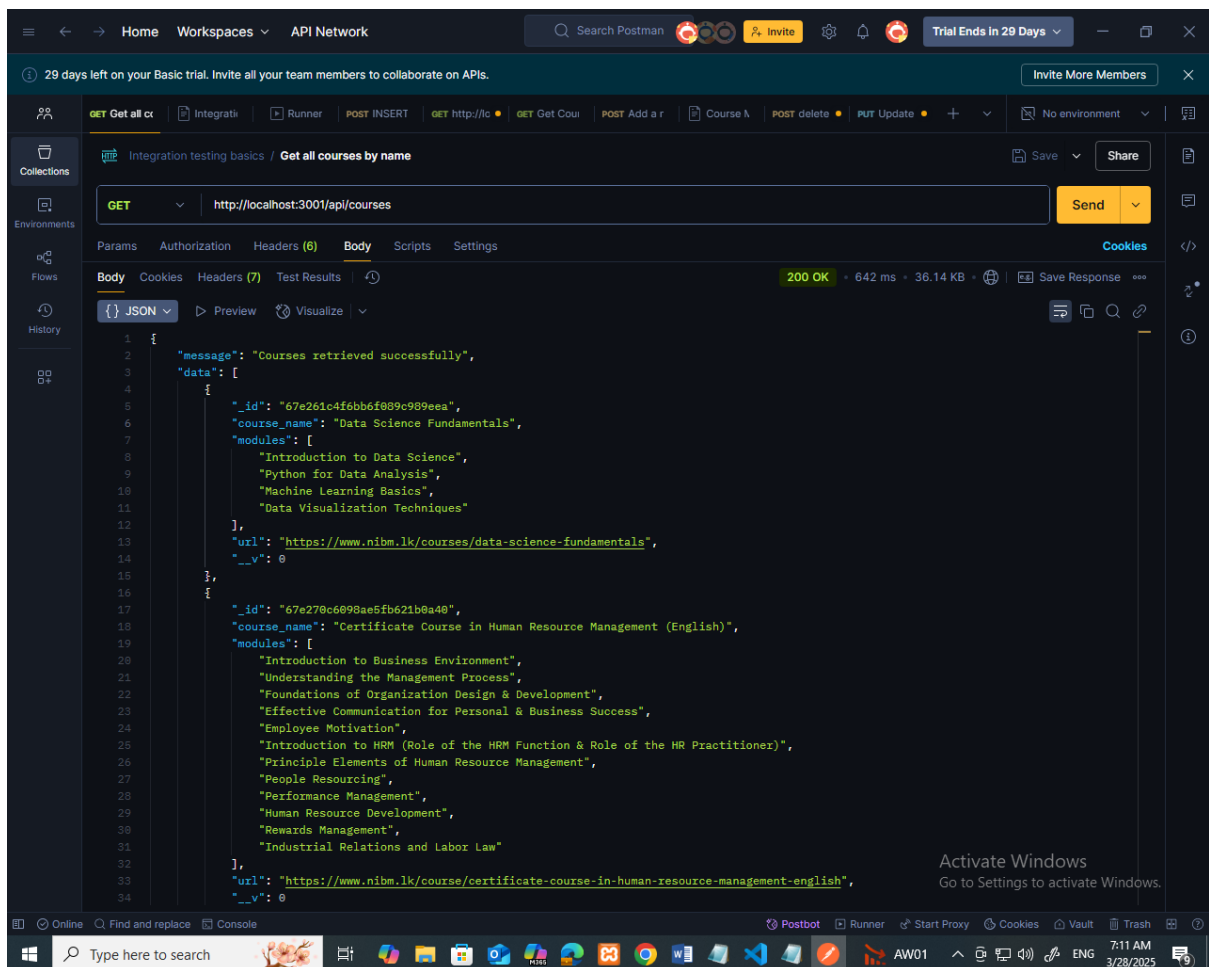 Home Workspaces API Network Search Postman Invite Trial Ends in 29 Days
29 days left on your Basic trial. Invite all your team members to collaborate on APIs. Invite More Members
GET Get all cc Integrati Runner POST INSERT GET http://lc GET Get Cour POST Add a r Course M POST delete PUT Update No environment
HTTP Integration testing basics / Get all courses by name Save Share
Collections
GET http://localhost:3001/api/courses Send
Environments
Params Authorization Headers (6) Body Scripts Settings Cookies
Flows
Body Cookies Headers (7) Test Results 200 OK 642 ms 36.14 KB e.g. Save Response
History
{ } JSON Preview Visualize
1 {
2 "message": "Courses retrieved successfully",
3 "data": [
4 {
5 "_id": "67e261c4f6bb6f089c989eea",
6 "course_name": "Data Science Fundamentals",
7 "modules": [
8 "Introduction to Data Science",
9 "Python for Data Analysis",
10 "Machine Learning Basics",
11 "Data Visualization Techniques"
12 ],
13 "url": "https://www.nibm.lk/courses/data-science-fundamentals",
14 "__v": 0
15 },
16 {
17 "_id": "67e270c6098ae5fb621b0a40",
18 "course_name": "Certificate Course in Human Resource Management (English)",
19 "modules": [
20 "Introduction to Business Environment",
21 "Understanding the Management Process",
22 "Foundations of Organization Design & Development",
23 "Effective Communication for Personal & Business Success",
24 "Employee Motivation",
25 "Introduction to HRM (Role of the HRM Function & Role of the HR Practitioner)",
26 "Principle Elements of Human Resource Management",
27 "People Resourcing",
28 "Performance Management",
29 "Human Resource Development",
30 "Rewards Management",
31 "Industrial Relations and Labor Law"
32 ],
33 "url": "https://www.nibm.lk/course/certificate-course-in-human-resource-management-english",
34 "__v": 0
Activate Windows
Go to Settings to activate Windows.
Online Find and replace Console Postbot Runner Start Proxy Cookies Vault Trash
Type here to search M365 AW01 ENG 7:11 AM
3/28/2025 9